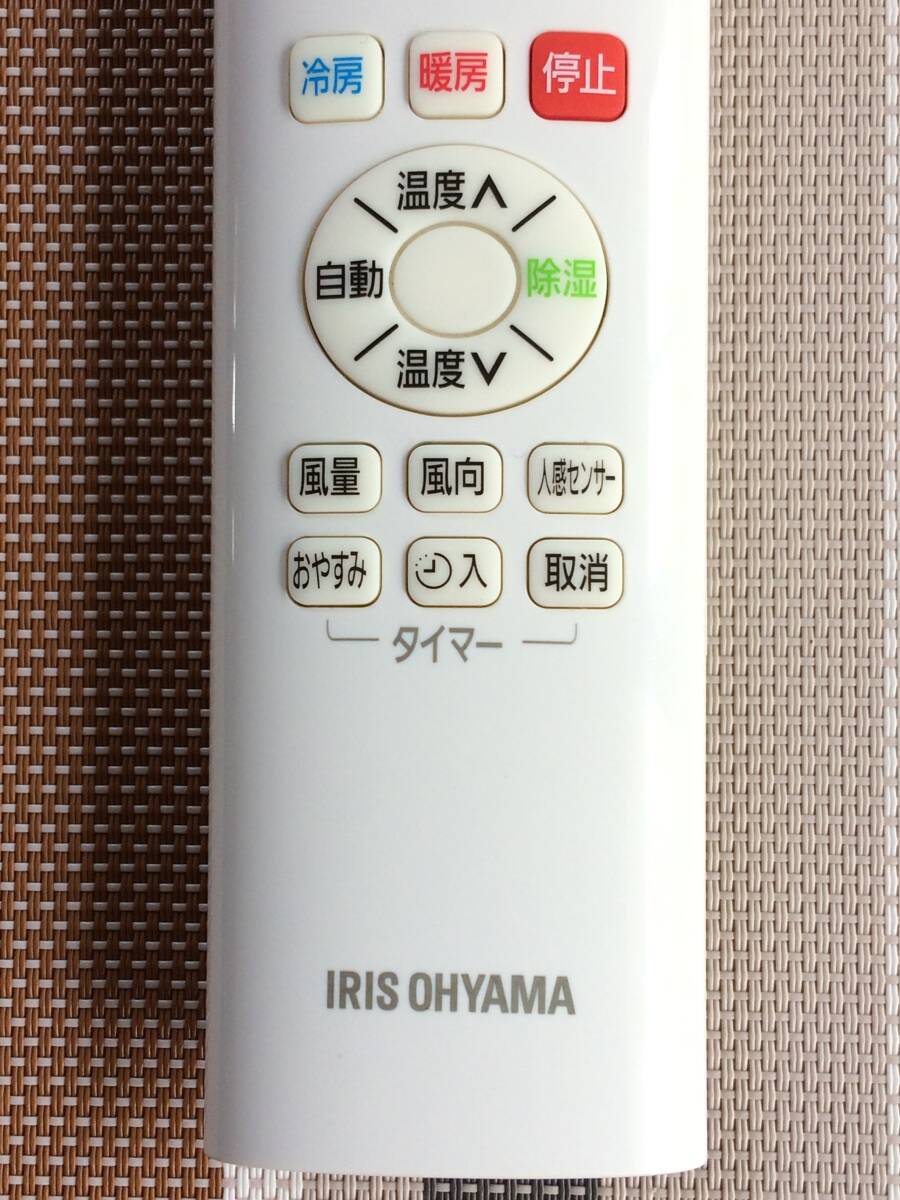 冷房 暖房 停止
温度∧
自動 除湿
温度∨
風量 風向 人感センサー
おやすみ 入 取消
タイマー
IRIS OHYAMA